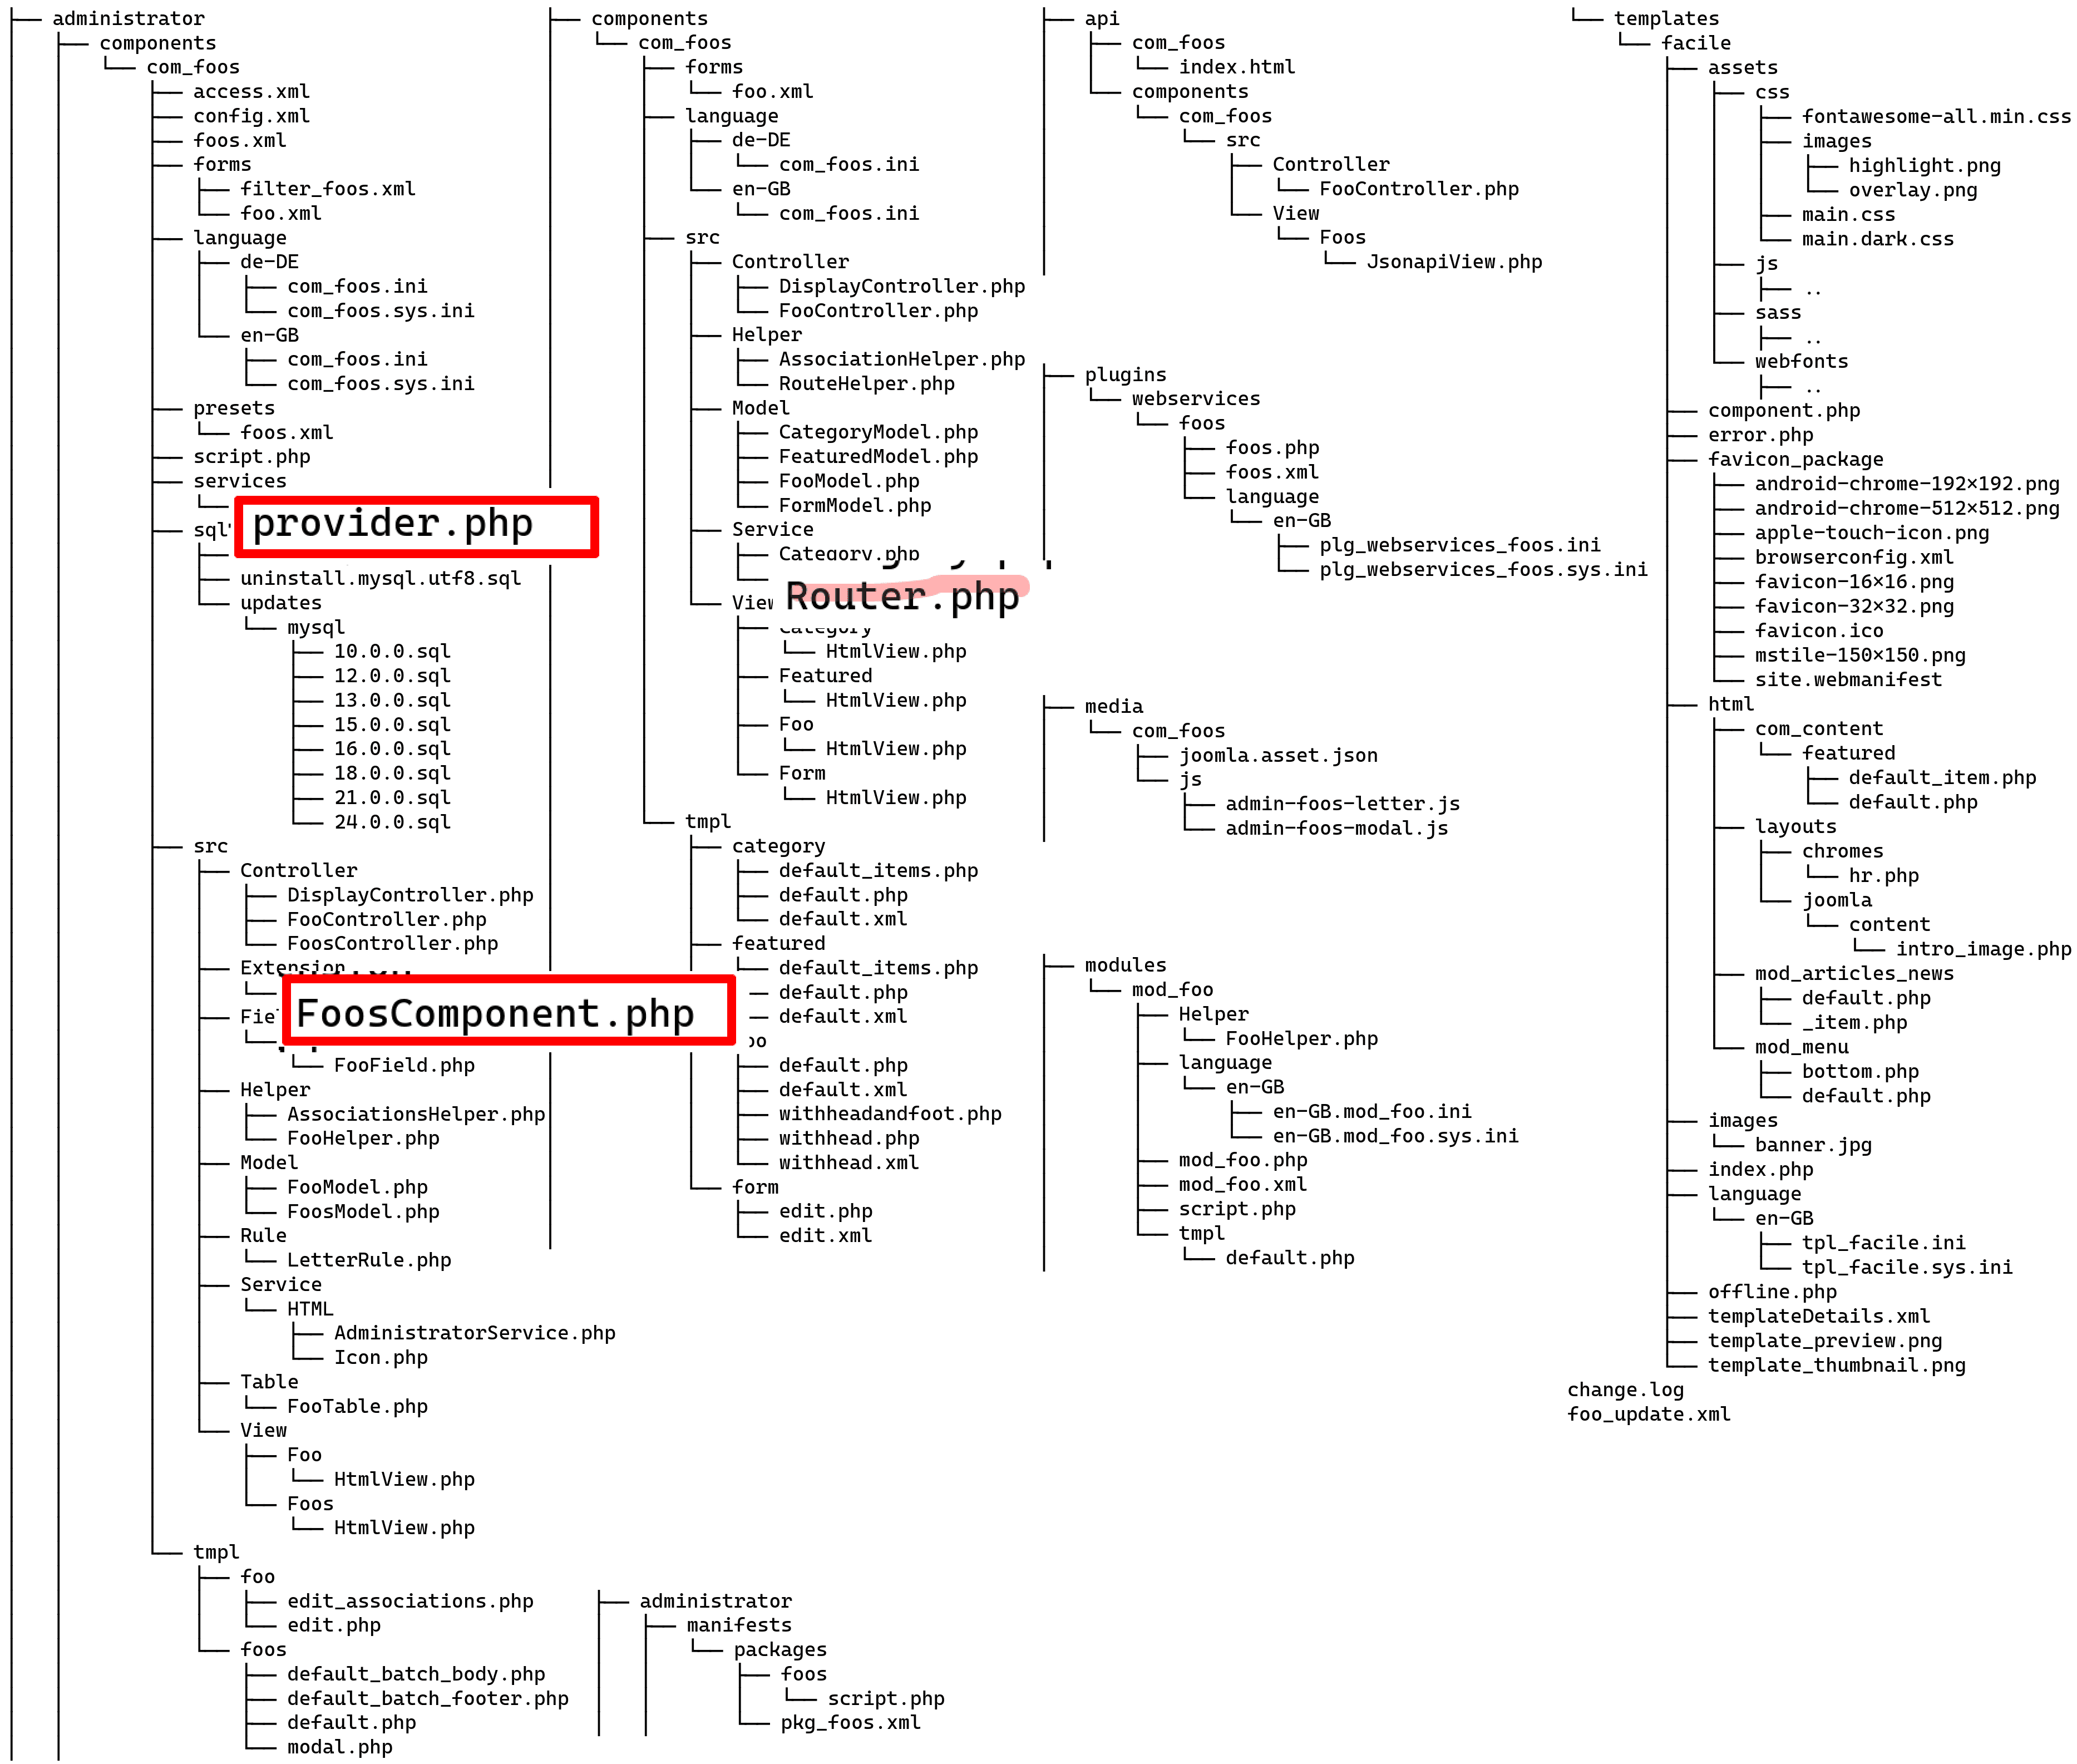 administrator
components
com_foos
access.xml
config.xml
foos.xml
forms
filter_foos.xml
foo.xml
language
de-DE
com_foos.ini
com_foos.sys.ini
en-GB
com_foos.ini
com_foos.sys.ini
presets
foos.xml
script.php
services
provider.php
sql
uninstall.mysql.utf8.sql
updates
mysql
10.0.0.sql
12.0.0.sql
13.0.0.sql
15.0.0.sql
16.0.0.sql
18.0.0.sql
21.0.0.sql
24.0.0.sql
src
Controller
DisplayController.php
FooController.php
FoosController.php
Extension
FoosComponent.php
FooField.php
Helper
AssociationsHelper.php
FooHelper.php
Model
FooModel.php
FoosModel.php
Rule
LetterRule.php
Service
HTML
AdministratorService.php
Icon.php
Table
FooTable.php
View
Foo
HtmlView.php
Foos
HtmlView.php
tmpl
foo
edit_associations.php
edit.php
foos
default_batch_body.php
default_batch_footer.php
default.php
modal.php
components
com_foos
forms
foo.xml
language
de-DE
com_foos.ini
en-GB
com_foos.ini
src
Controller
DisplayController.php
FooController.php
Helper
AssociationHelper.php
RouteHelper.php
Model
CategoryModel.php
FeaturedModel.php
FooModel.php
FormModel.php
Service
Category.php
Router.php
View
Category
HtmlView.php
Featured
HtmlView.php
Foo
HtmlView.php
Form
HtmlView.php
tmpl
category
default_items.php
default.php
default.xml
featured
default_items.php
default.php
default.xml
default.php
default.xml
withheadandfoot.php
withhead.php
withhead.xml
form
edit.php
edit.xml
administrator
manifests
packages
foos
script.php
pkg_foos.xml
api
com_foos
index.html
components
com_foos
src
Controller
FooController.php
View
Foos
JsonapiView.php
plugins
webservices
foos
foos.php
foos.xml
language
en-GB
plg_webservices_foos.ini
plg_webservices_foos.sys.ini
media
com_foos
joomla.asset.json
js
admin-foos-letter.js
admin-foos-modal.js
modules
mod_foo
Helper
FooHelper.php
language
en-GB
en-GB.mod_foo.ini
en-GB.mod_foo.sys.ini
mod_foo.php
mod_foo.xml
script.php
tmpl
default.php
templates
facile
assets
css
fontawesome-all.min.css
images
highlight.png
overlay.png
main.css
main.dark.css
js
..
sass
..
webfonts
..
component.php
error.php
favicon_package
android-chrome-192×192.png
android-chrome-512×512.png
apple-touch-icon.png
browserconfig.xml
favicon-16×16.png
favicon-32×32.png
favicon.ico
mstile-150×150.png
site.webmanifest
html
com_content
featured
default_item.php
default.php
layouts
chromes
hr.php
joomla
content
intro_image.php
mod_articles_news
default.php
_item.php
mod_menu
bottom.php
default.php
images
banner.jpg
index.php
language
en-GB
tpl_facile.ini
tpl_facile.sys.ini
offline.php
templateDetails.xml
template_preview.png
template_thumbnail.png
change.log
foo_update.xml